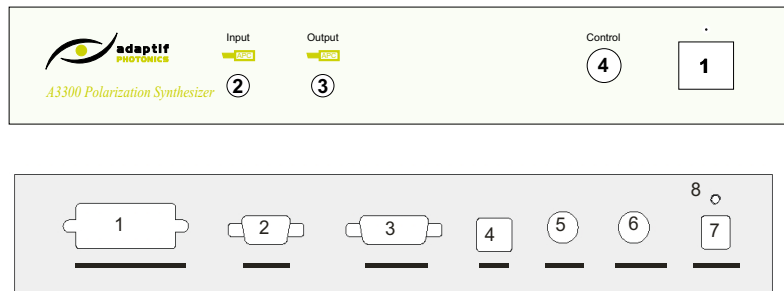 Input Output Control
adaptif
PHOTONICS
APC APC
2 3 4 1
A3300 Polarization Synthesizer
8
1 2 3 4 5 6 7